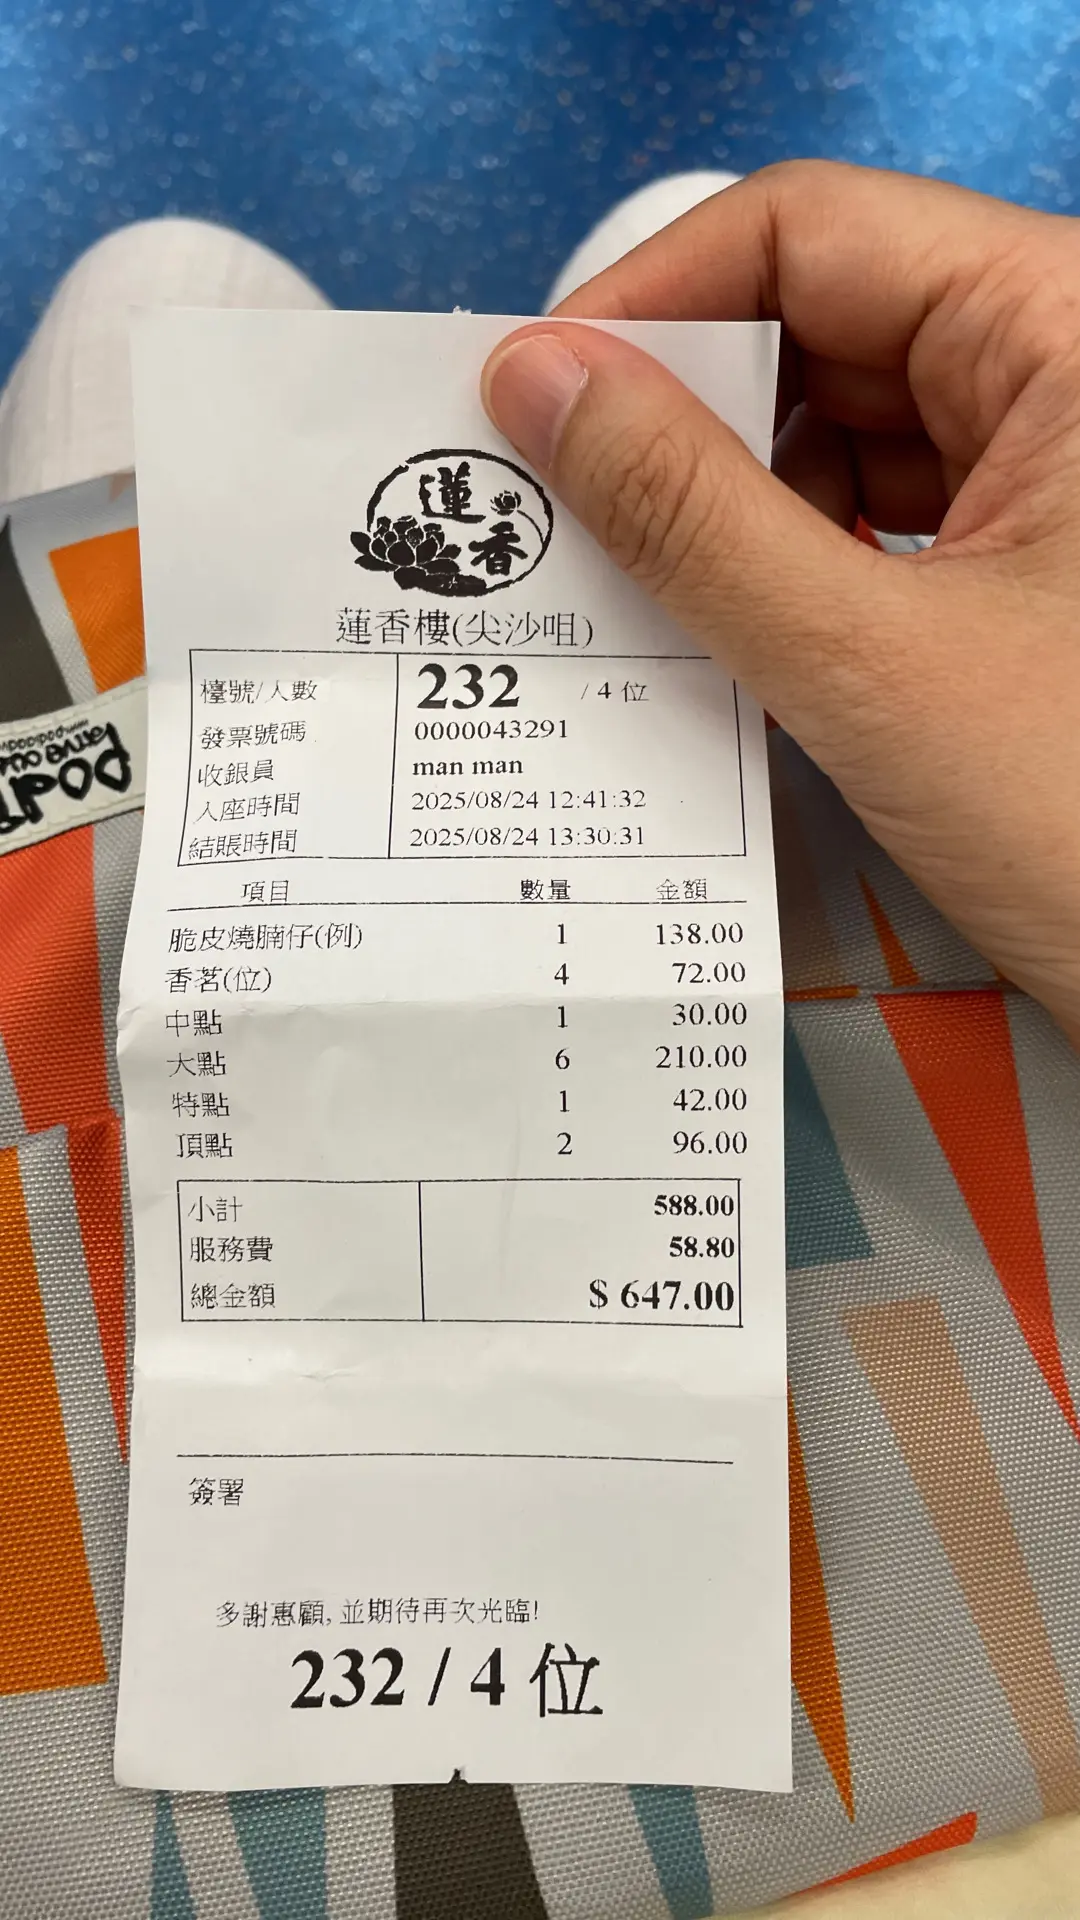 蓮香
蓮香樓(尖沙咀)
檯號/人數 232 / 4 位
發票號碼 0000043291
收銀員 man man
入座時間 2025/08/24 12:41:32
結賬時間 2025/08/24 13:30:31
項目 數量 金額
脆皮燒腩仔(例) 1 138.00
香茗(位) 4 72.00
中點 1 30.00
大點 6 210.00
特點 1 42.00
頂點 2 96.00
小計 588.00
服務費 58.80
總金額 $ 647.00
簽署
多謝惠顧, 並期待再次光臨!
232 / 4 位